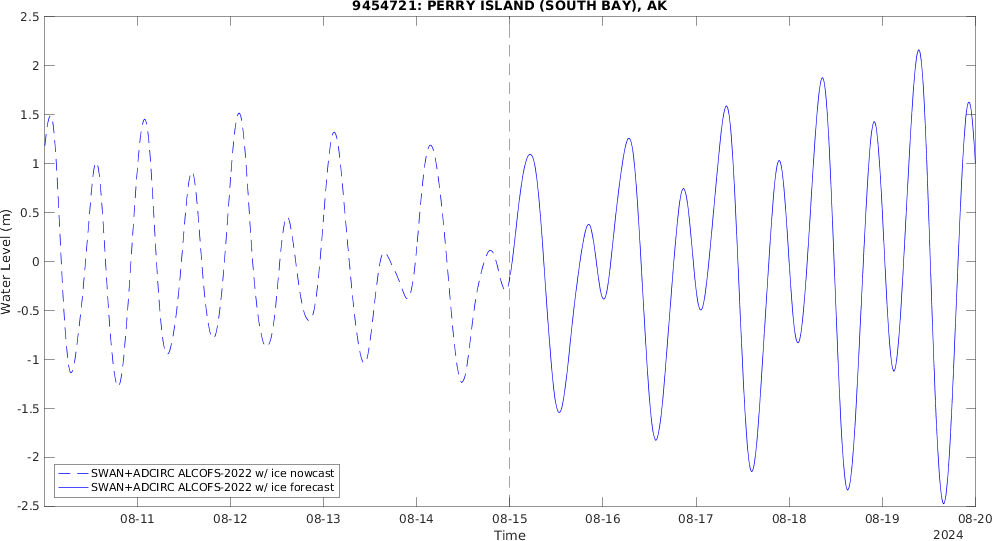 9454721: PERRY ISLAND (SOUTH BAY), AK
Water Level (m)
2.5
2
1.5
1
0.5
0
-0.5
-1
-1.5
-2
-2.5
SWAN+ADCIRC ALCOFS-2022 w/ ice nowcast
SWAN+ADCIRC ALCOFS-2022 w/ ice forecast
08-11 08-12 08-13 08-14 08-15 08-16 08-17 08-18 08-19 08-20
Time
2024